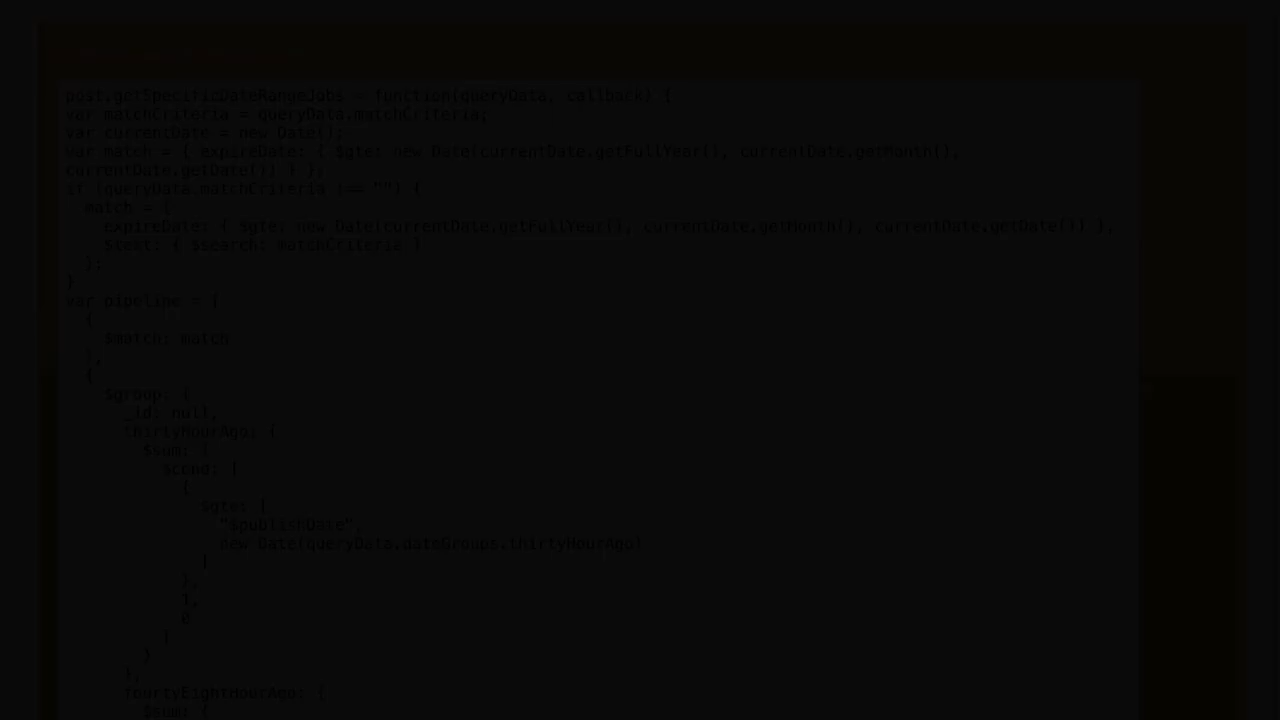 post.getSpecificDateRangeJobs = function(queryData, callback) {
var matchCriteria = queryData.matchCriteria;
var currentDate = new Date();
var match = { expireDate: { $gte: new Date(currentDate.getFullYear(), currentDate.getMonth(),
currentDate.getDate()) } };
if (queryData.matchCriteria !== "") {
match = {
expireDate: { $gte: new Date(currentDate.getFullYear(), currentDate.getMonth(), currentDate.getDate()) },
$text: { $search: matchCriteria }
};
}
var pipeline = [
{
$match: match
},
{
$group: {
_id: null,
thirtyHourAgo: {
$sum: {
$cond: [
{
$gte: [
"$publishDate",
new Date(queryData.dateGroups.thirtyHourAgo)
]
},
1,
0
]
}
},
fourtyEightHourAgo: {
$sum: {